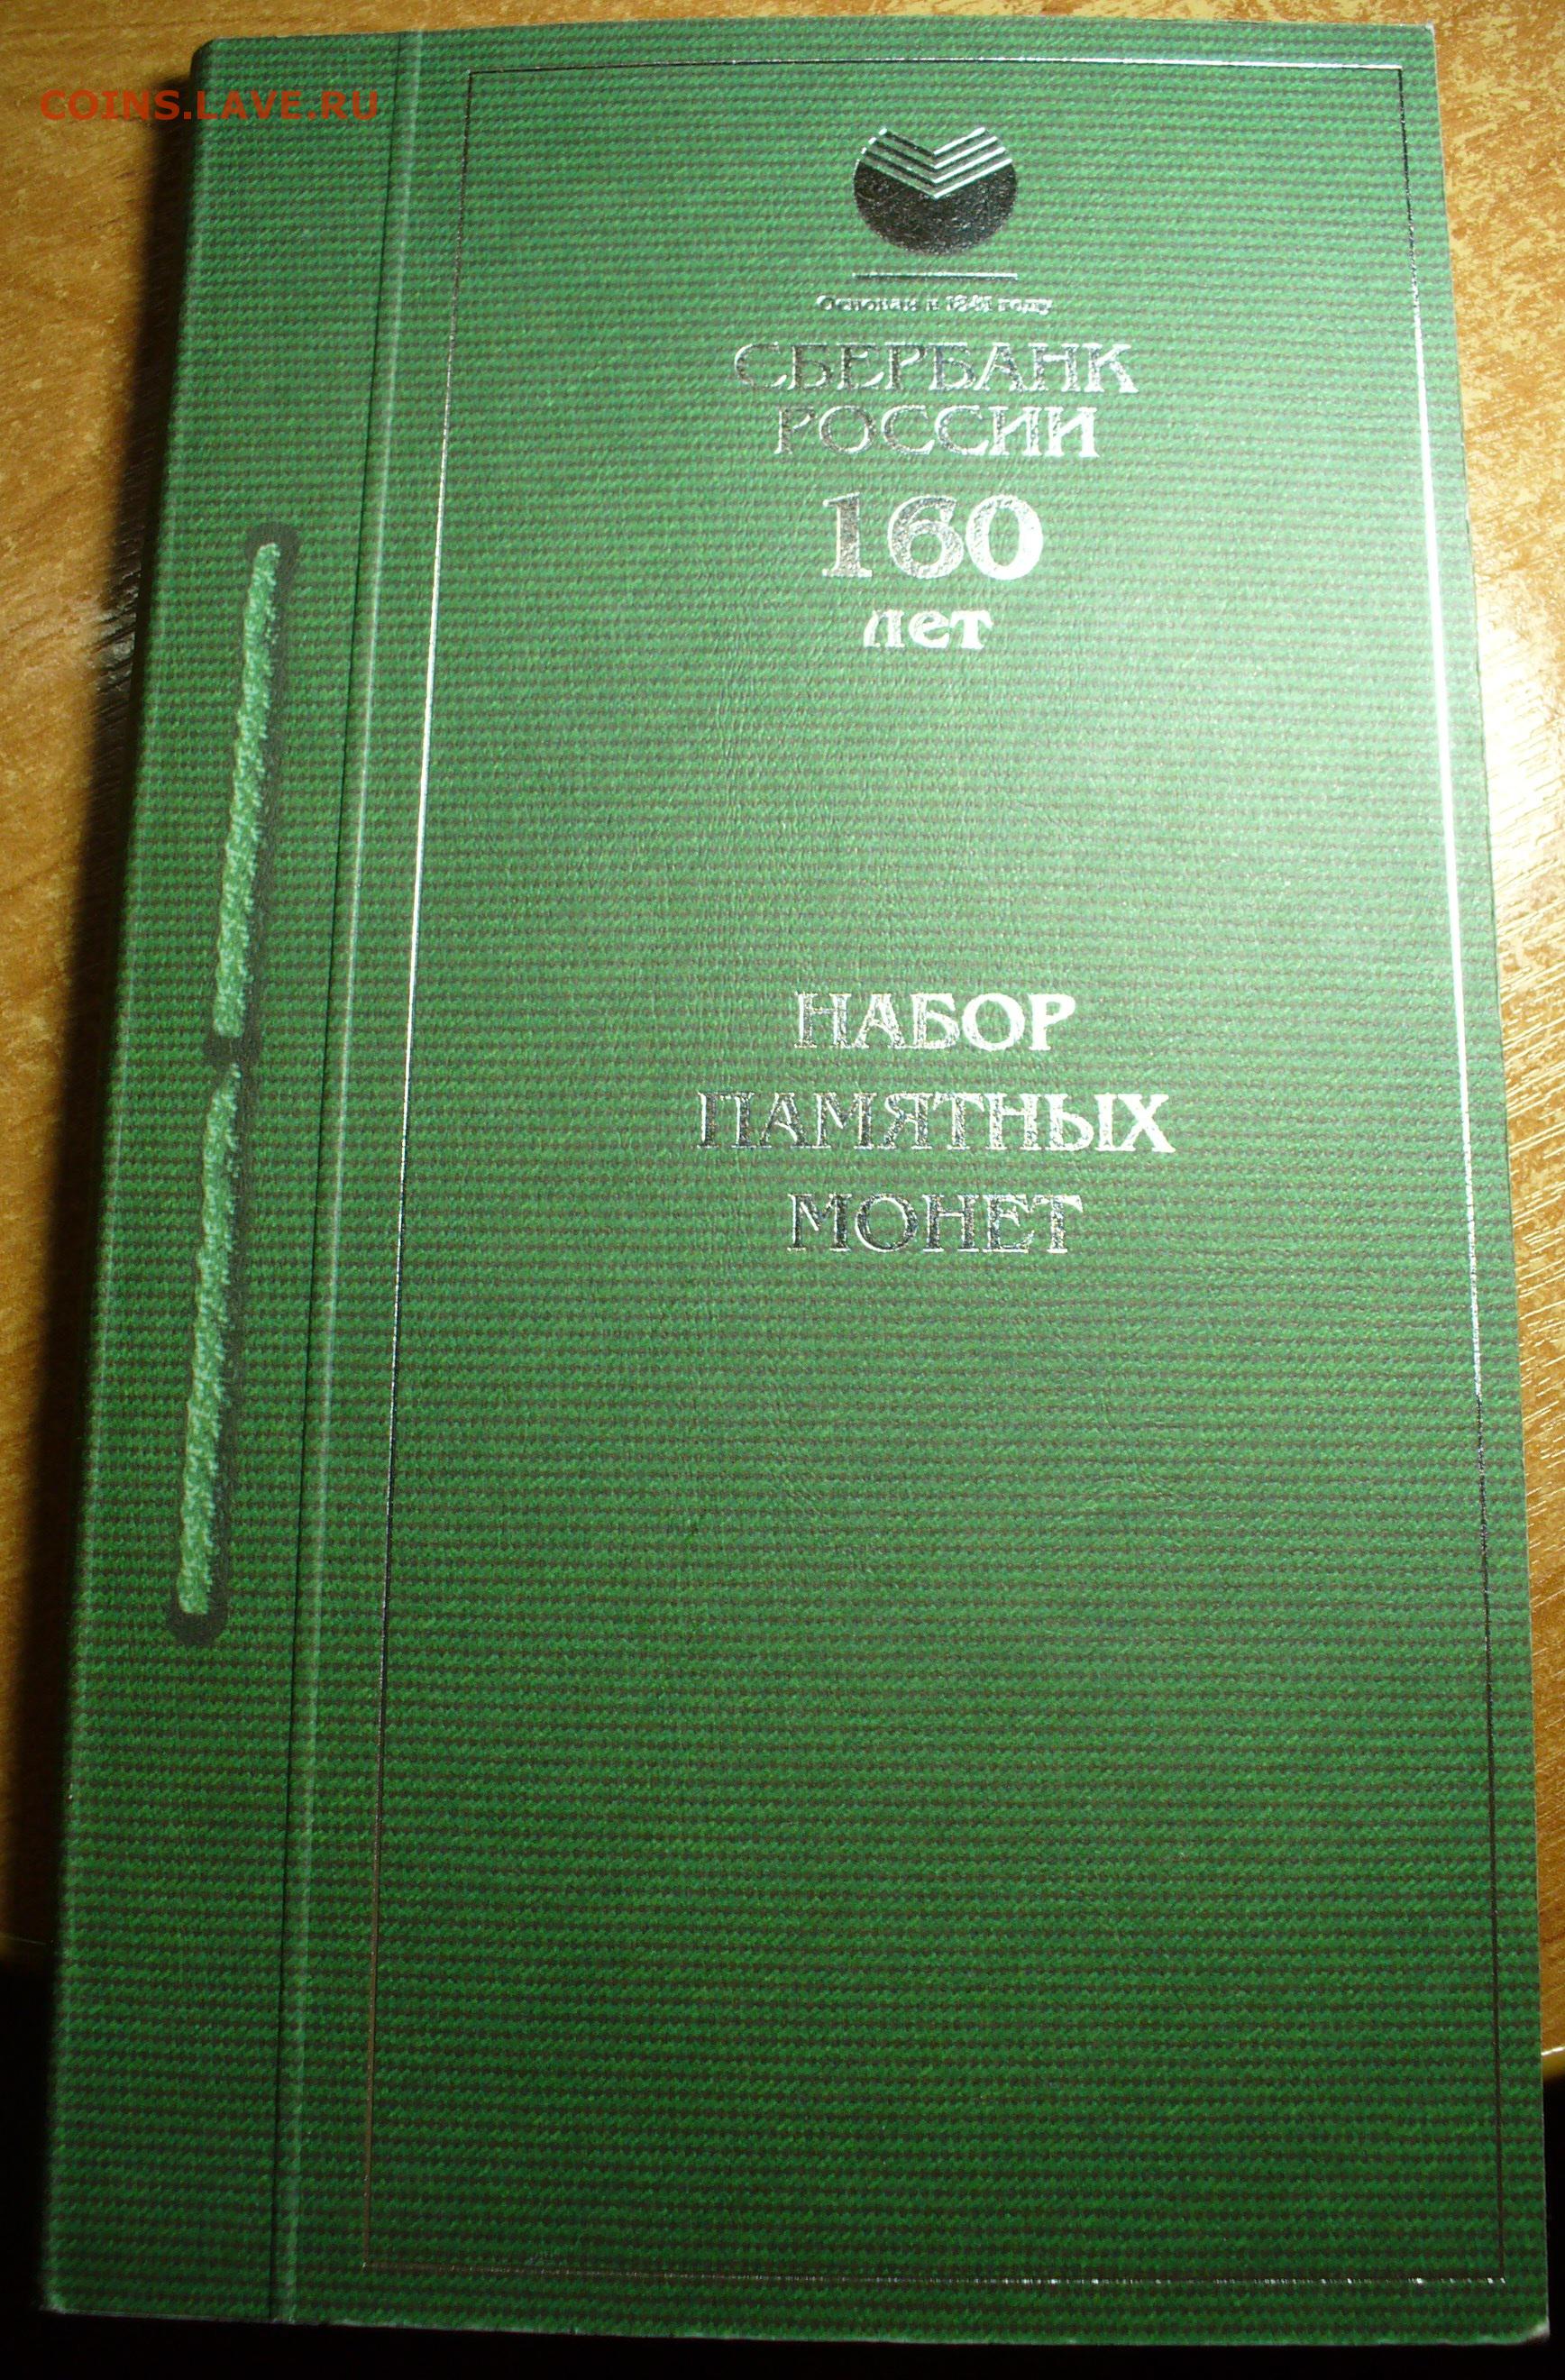 COINS.LAVE.RU
Основан в 1841 году
СБЕРБАНК
РОССИИ
160
лет
НАБОР
ПАМЯТНЫХ
МОНЕТ